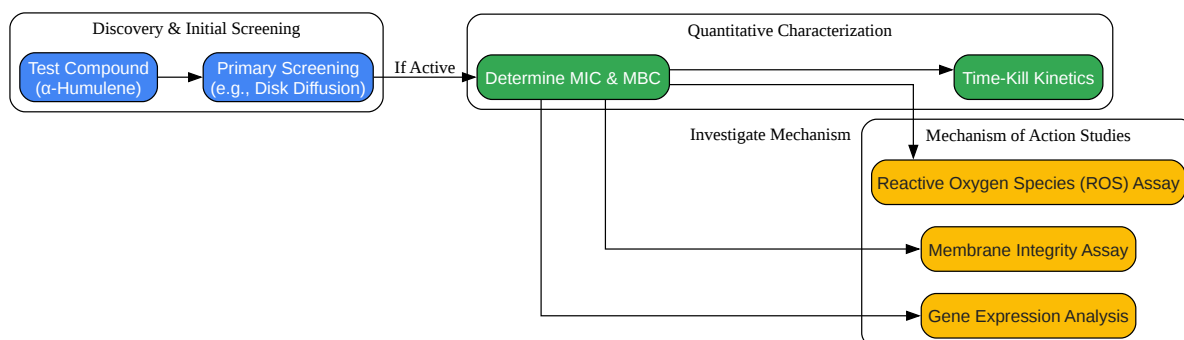 Discovery & Initial Screening
Test Compound
(α-Humulene)
Primary Screening
(e.g., Disk Diffusion)
If Active
Quantitative Characterization
Determine MIC & MBC
Time-Kill Kinetics
Investigate Mechanism
Mechanism of Action Studies
Reactive Oxygen Species (ROS) Assay
Membrane Integrity Assay
Gene Expression Analysis